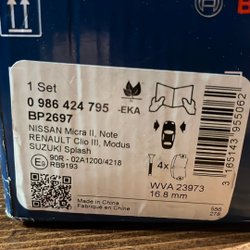 1 Set
0 986 424 795
BP2697
-EKA
NISSAN Micra II, Note
RENAULT Clio III, Modus
SUZUKI Splash
90R - 02A1200/4218
RB9193
4x
WVA 23973
16.8 mm
Made in China
Fabriqué en Chine
3 165143 955062